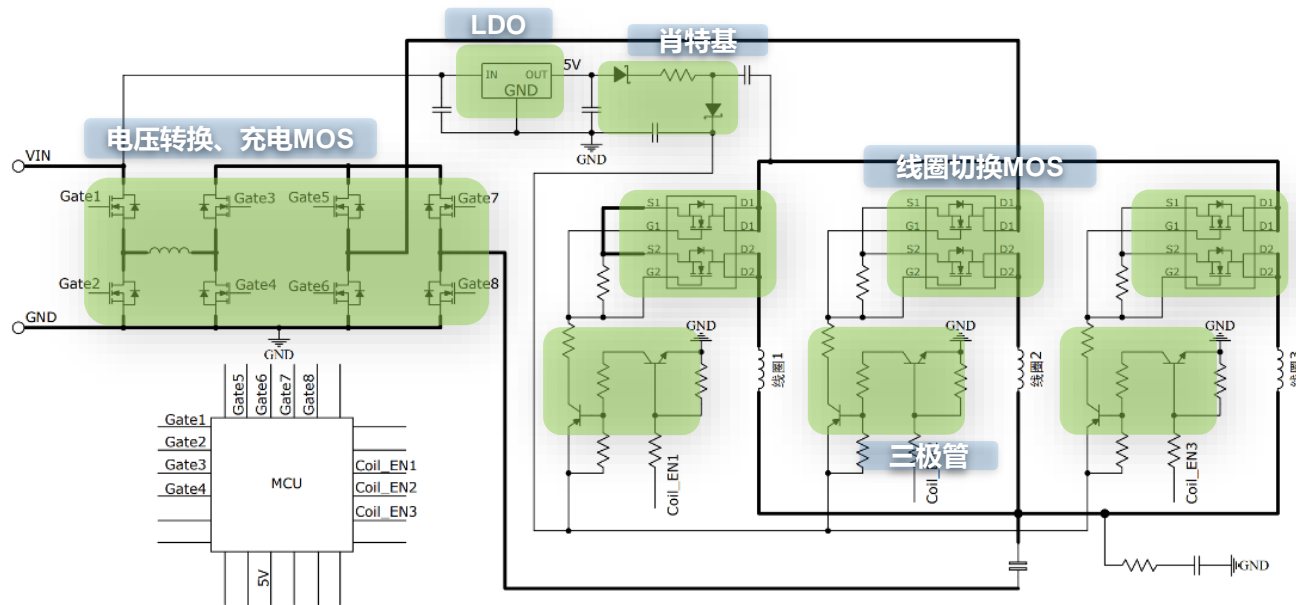 LDO
肖特基
5V
IN OUT
GND
GND
电压转换、充电MOS
VIN
线圈切换MOS
Gate1
Gate3
Gate5
Gate7
S1
D1
G1
D1
S2
D2
G2
D2
S1
D1
G1
D1
S2
D2
G2
D2
S1
D1
G1
D1
S2
D2
G2
D2
Gate2
Gate4
Gate6
Gate8
GND
GND
GND
GND
GND
线圈1
线圈2
线圈3
Gate5
Gate6
Gate7
Gate8
Gate1
Gate2
Gate3
Gate4
MCU
Coil_EN1
Coil_EN2
Coil_EN3
5V
三极管
Coil_EN1
Coil_EN3
GND